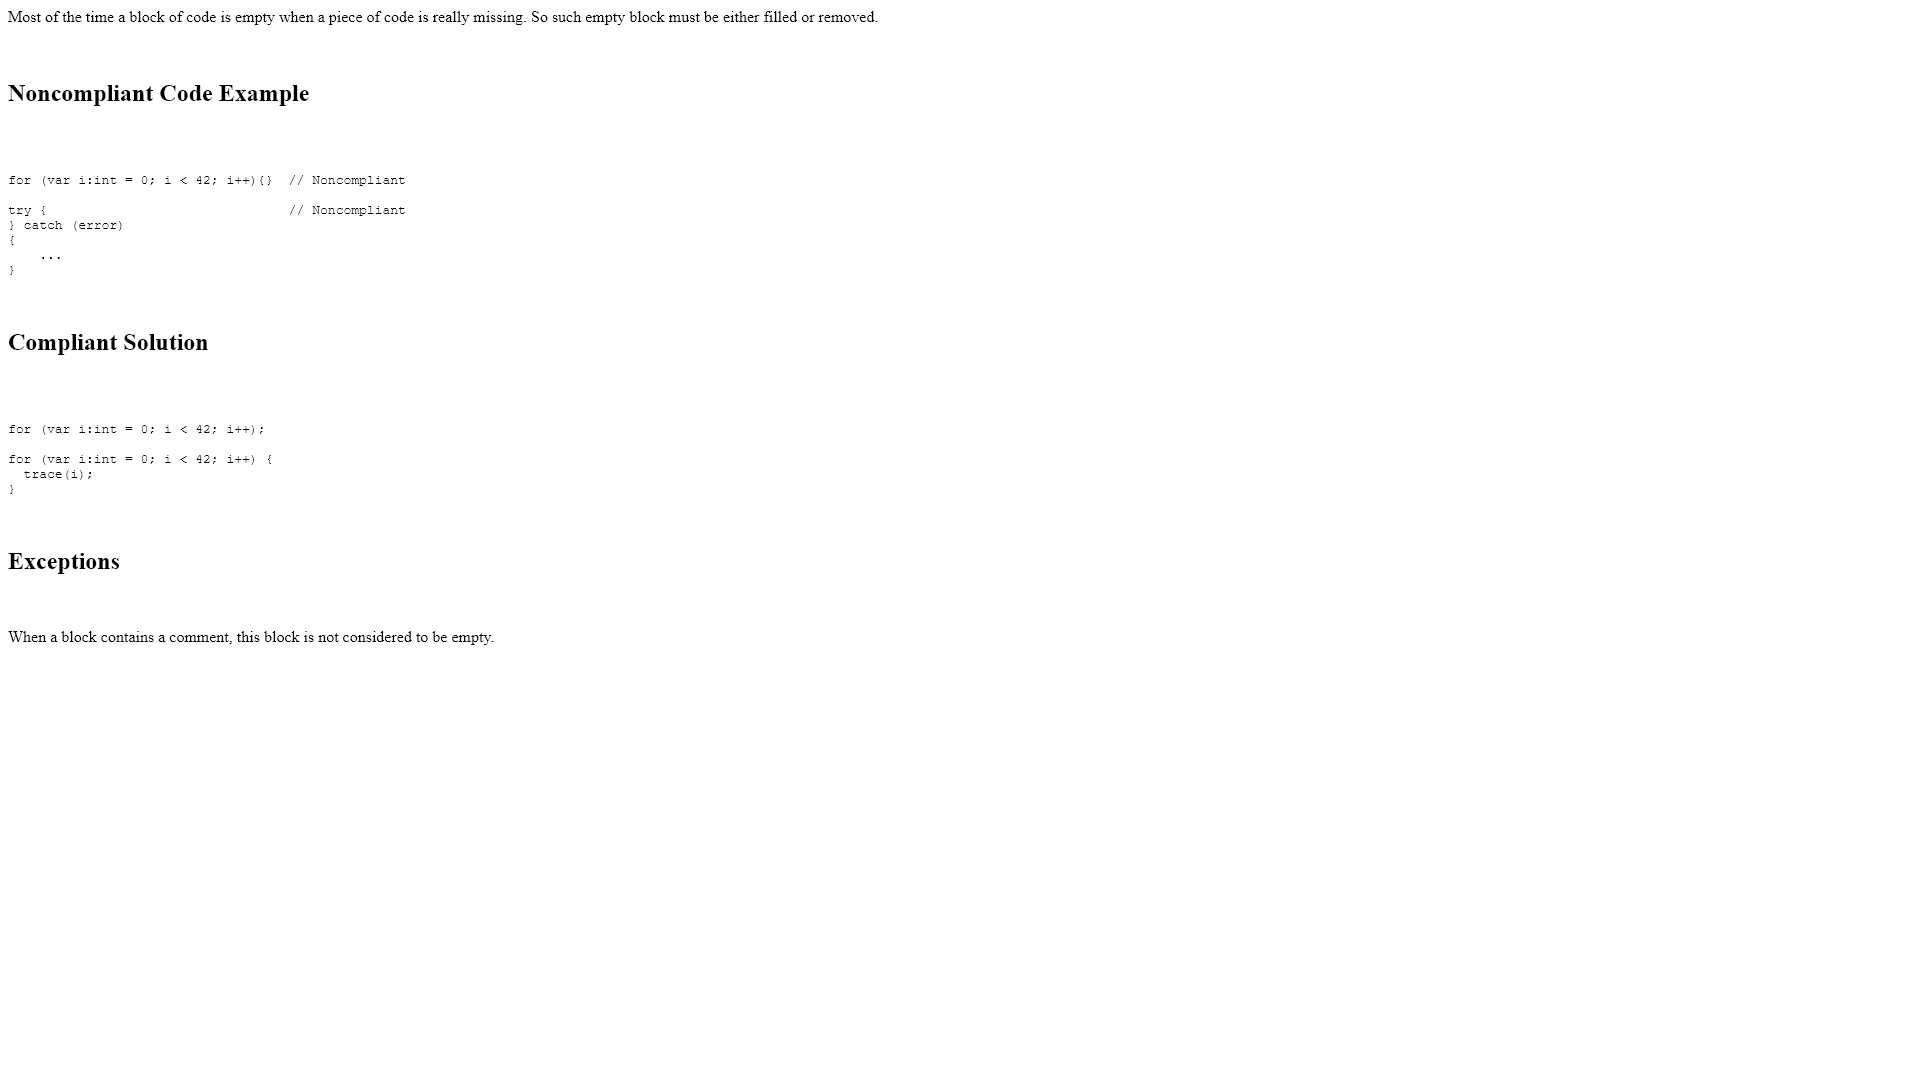 Most of the time a block of code is empty when a piece of code is really missing. So such empty block must be either filled or removed.
Noncompliant Code Example
for (var i:int = 0; i < 42; i++){}  // Noncompliant
try {                               // Noncompliant
} catch (error)
{
    ...
}
Compliant Solution
for (var i:int = 0; i < 42; i++);
for (var i:int = 0; i < 42; i++) {
  trace(i);
}
Exceptions
When a block contains a comment, this block is not considered to be empty.